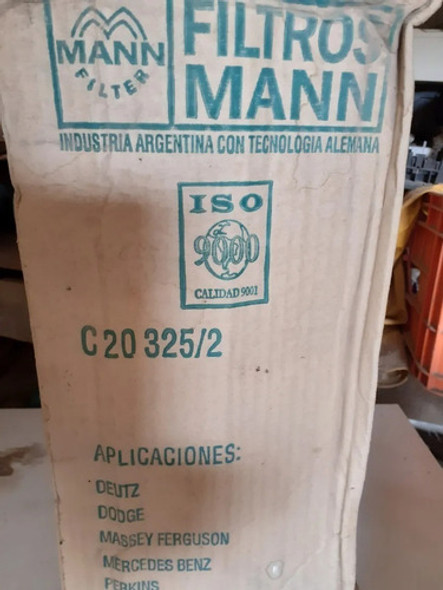 MANN
FILTER
FILTROS
MANN
INDUSTRIA ARGENTINA CON TECNOLOGIA ALEMANA
ISO
9000
CALIDAD 9001
C 20 325/2
APLICACIONES:
DEUTZ
DODGE
MASSEY FERGUSON
MERCEDES BENZ
PERKINS